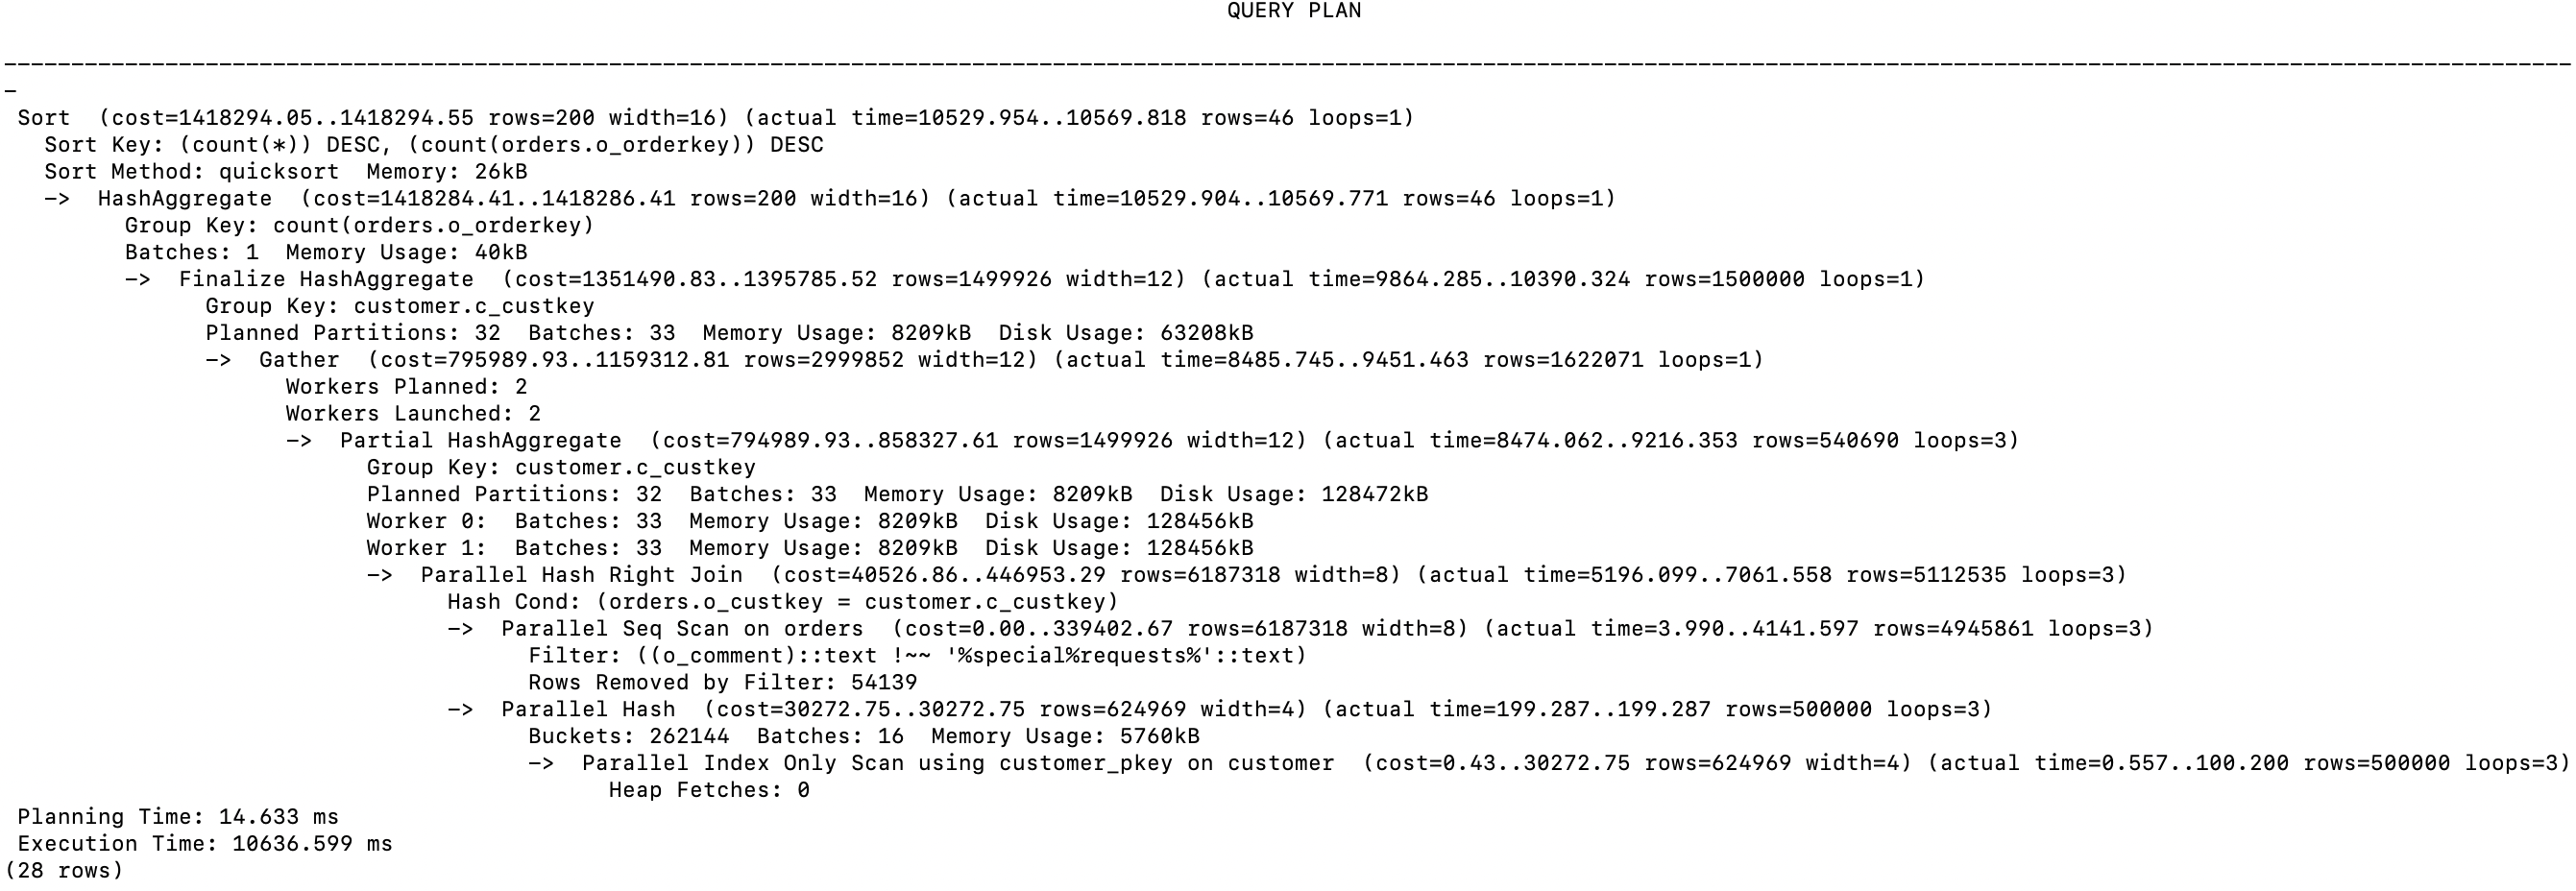 QUERY PLAN
-----------------------------------------------------------------------------------------------------------------------------------------------------------------------------------------------
-
Sort  (cost=1418294.05..1418294.55 rows=200 width=16) (actual time=10529.954..10569.818 rows=46 loops=1)
Sort Key: (count(*)) DESC, (count(orders.o_orderkey)) DESC
Sort Method: quicksort  Memory: 26kB
->  HashAggregate  (cost=1418284.41..1418286.41 rows=200 width=16) (actual time=10529.904..10569.771 rows=46 loops=1)
Group Key: count(orders.o_orderkey)
Batches: 1  Memory Usage: 40kB
->  Finalize HashAggregate  (cost=1351490.83..1395785.52 rows=1499926 width=12) (actual time=9864.285..10390.324 rows=1500000 loops=1)
Group Key: customer.c_custkey
Planned Partitions: 32  Batches: 33  Memory Usage: 8209kB  Disk Usage: 63208kB
->  Gather  (cost=795989.93..1159312.81 rows=2999852 width=12) (actual time=8485.745..9451.463 rows=1622071 loops=1)
Workers Planned: 2
Workers Launched: 2
->  Partial HashAggregate  (cost=794989.93..858327.61 rows=1499926 width=12) (actual time=8474.062..9216.353 rows=540690 loops=3)
Group Key: customer.c_custkey
Planned Partitions: 32  Batches: 33  Memory Usage: 8209kB  Disk Usage: 128472kB
Worker 0:  Batches: 33  Memory Usage: 8209kB  Disk Usage: 128456kB
Worker 1:  Batches: 33  Memory Usage: 8209kB  Disk Usage: 128456kB
->  Parallel Hash Right Join  (cost=40526.86..446953.29 rows=6187318 width=8) (actual time=5196.099..7061.558 rows=5112535 loops=3)
Hash Cond: (orders.o_custkey = customer.c_custkey)
->  Parallel Seq Scan on orders  (cost=0.00..339402.67 rows=6187318 width=8) (actual time=3.990..4141.597 rows=4945861 loops=3)
Filter: ((o_comment)::text !~~ '%special%requests%'::text)
Rows Removed by Filter: 54139
->  Parallel Hash  (cost=30272.75..30272.75 rows=624969 width=4) (actual time=199.287..199.287 rows=500000 loops=3)
Buckets: 262144  Batches: 16  Memory Usage: 5760kB
->  Parallel Index Only Scan using customer_pkey on customer  (cost=0.43..30272.75 rows=624969 width=4) (actual time=0.557..100.200 rows=500000 loops=3)
Heap Fetches: 0
Planning Time: 14.633 ms
Execution Time: 10636.599 ms
(28 rows)